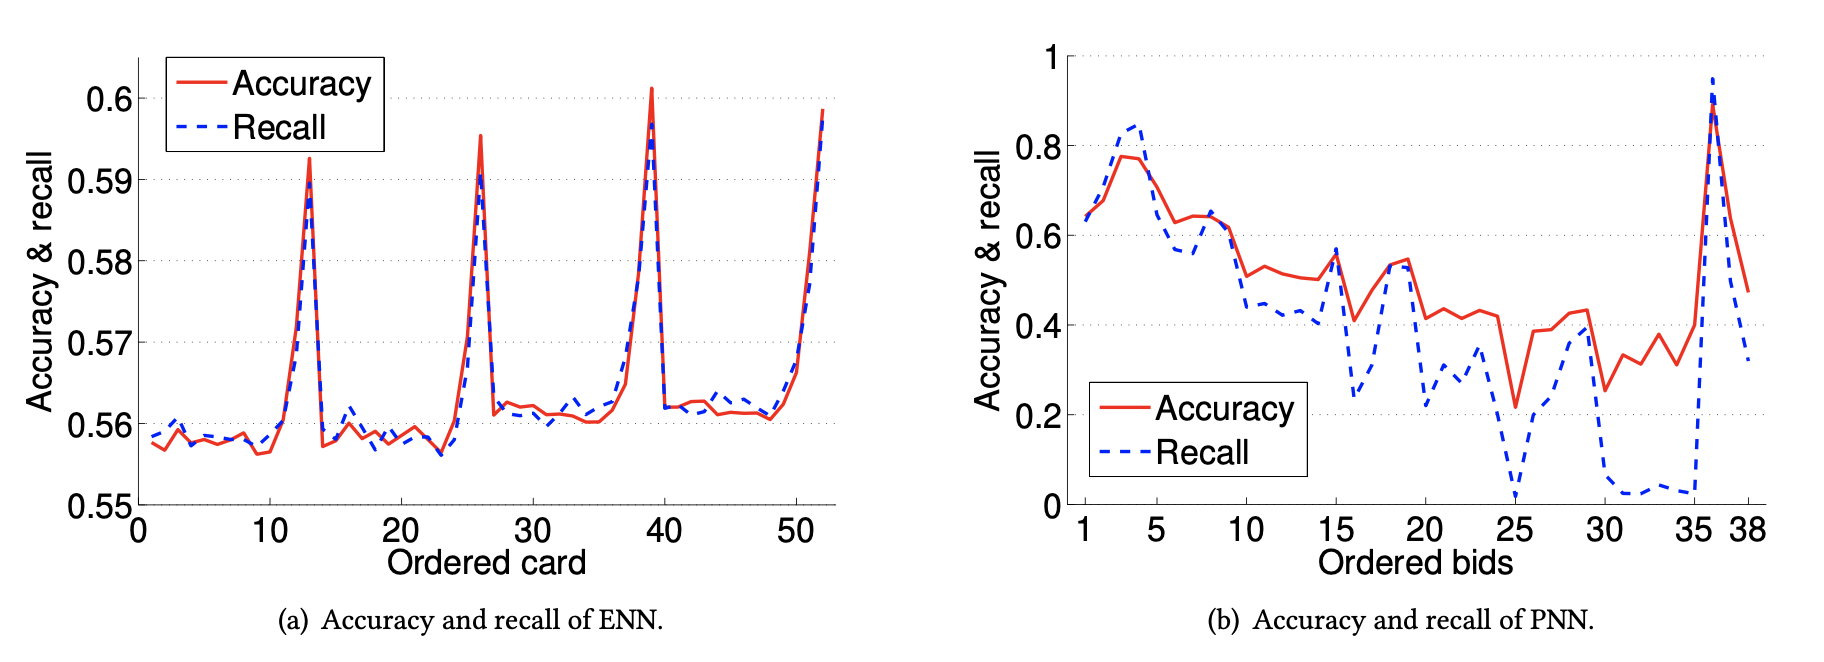 Accuracy & recall
0.6
0.59
0.58
0.57
0.56
0.55
Accuracy
Recall
0 10 20 30 40 50
Ordered card
(a) Accuracy and recall of ENN.
Accuracy & recall
1
0.8
0.6
0.4
0.2
0
Accuracy
Recall
1 5 10 15 20 25 30 35 38
Ordered bids
(b) Accuracy and recall of PNN.